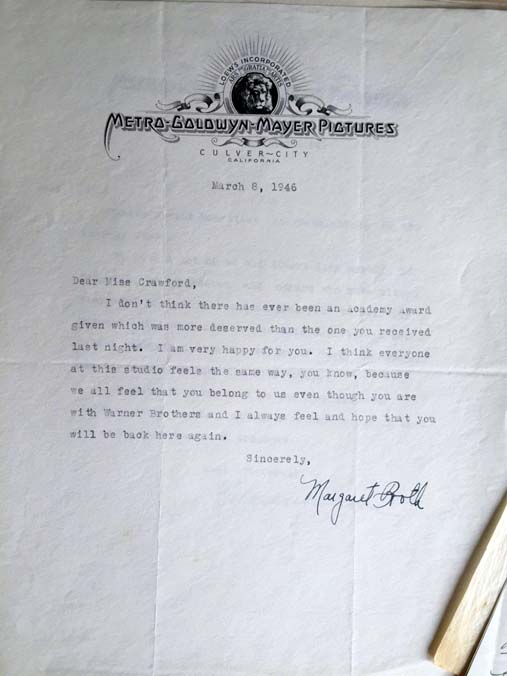 LOEW'S INCORPORATED
ARS GRATIA ARTIS
METRO-GOLDWYN-MAYER PICTURES
CULVER~CITY
CALIFORNIA
March 8, 1946
Dear Miss Crawford,
I don't think there has ever been an academy award
given which was more deserved than the one you received
last night. I am very happy for you. I think everyone
at this studio feels the same way, you know, because
we all feel that you belong to us even though you are
with Warner Brothers and I always feel and hope that you
will be back here again.
Sincerely,
Margaret Booth